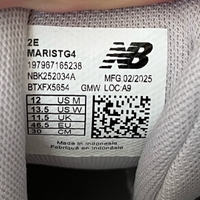 2E
MARISTG4
197967165238
NBK252034A MFG 02/2025
BTXFX5654 GMW LOC A9
12 US M
13.5 US W
11.5 UK
46.5 EU
30 CM
NB
Made in Indonesia
Fabriqué en Indonésie